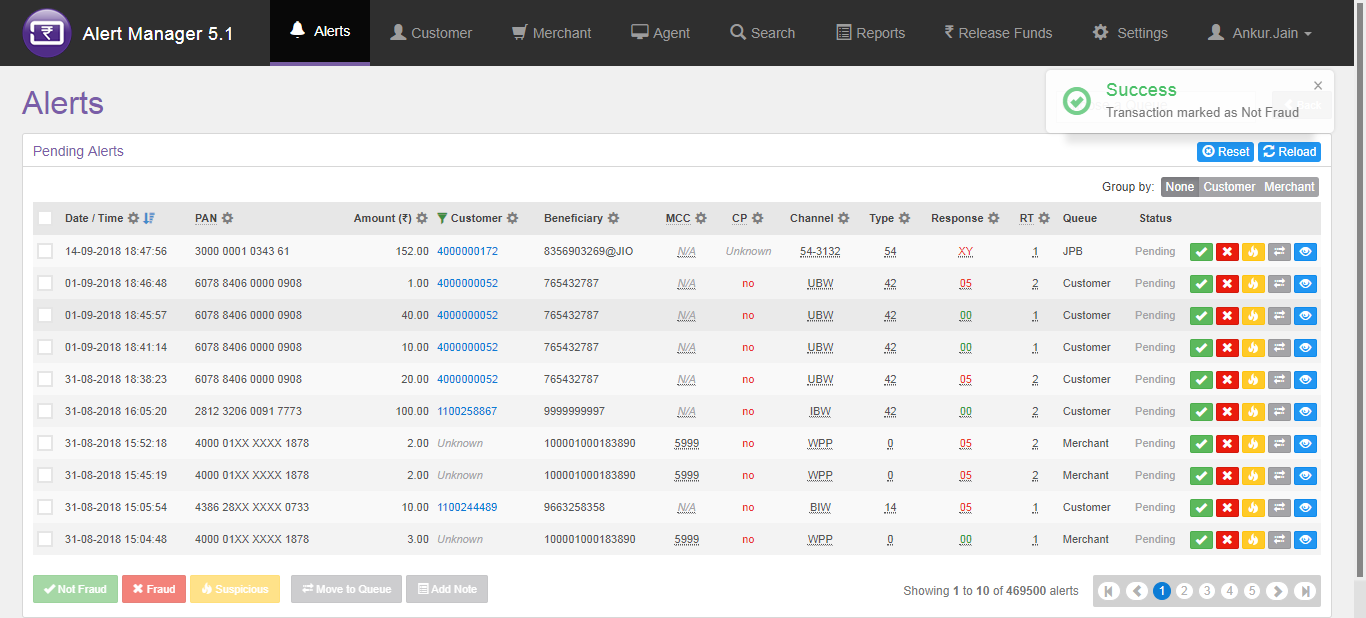 Alert Manager 5.1 Alerts Customer Merchant Agent Search Reports ₹ Release Funds Settings Ankur.Jain
Success
Transaction marked as Not Fraud
Alerts
Pending Alerts Reset Reload
Group by: None Customer Merchant
Date / Time PAN Amount (₹) Customer Beneficiary MCC CP Channel Type Response RT Queue Status
14-09-2018 18:47:56 3000 0001 0343 61 152.00 4000000172 8356903269@JIO N/A Unknown 54-3132 54 XY 1 JPB Pending
01-09-2018 18:46:48 6078 8406 0000 0908 1.00 4000000052 765432787 N/A no UBW 42 05 2 Customer Pending
01-09-2018 18:45:57 6078 8406 0000 0908 40.00 4000000052 765432787 N/A no UBW 42 00 1 Customer Pending
01-09-2018 18:41:14 6078 8406 0000 0908 10.00 4000000052 765432787 N/A no UBW 42 00 1 Customer Pending
31-08-2018 18:38:23 6078 8406 0000 0908 20.00 4000000052 765432787 N/A no UBW 42 05 2 Customer Pending
31-08-2018 16:05:20 2812 3206 0091 7773 100.00 1100258867 9999999997 N/A no IBW 42 00 2 Customer Pending
31-08-2018 15:52:18 4000 01XX XXXX 1878 2.00 Unknown 100001000183890 5999 no WPP 0 05 2 Merchant Pending
31-08-2018 15:45:19 4000 01XX XXXX 1878 2.00 Unknown 100001000183890 5999 no WPP 0 05 2 Merchant Pending
31-08-2018 15:05:54 4386 28XX XXXX 0733 10.00 1100244489 9663258358 N/A no BIW 14 05 1 Customer Pending
31-08-2018 15:04:48 4000 01XX XXXX 1878 3.00 Unknown 100001000183890 5999 no WPP 0 00 1 Merchant Pending
Not Fraud Fraud Suspicious Move to Queue Add Note Showing 1 to 10 of 469500 alerts 1 2 3 4 5